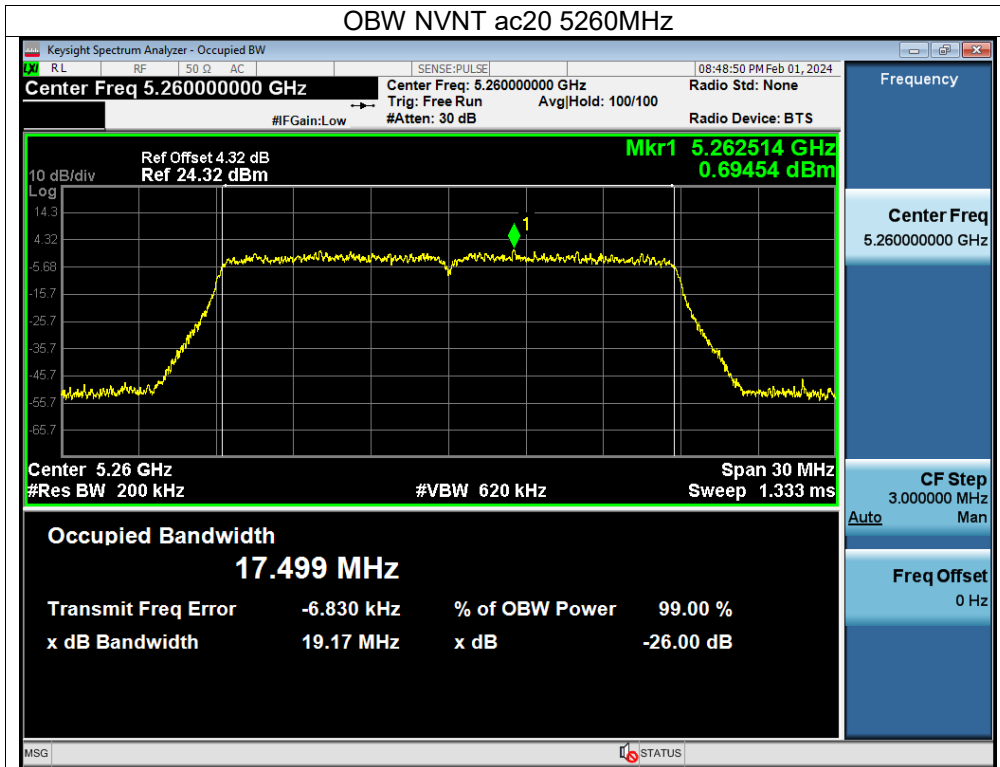 OBW NVNT ac20 5260MHz
Keysight Spectrum Analyzer - Occupied BW
LXI RL RF 50 Ω AC SENSE:PULSE 08:48:50 PM Feb 01, 2024
Center Freq 5.260000000 GHz
Center Freq: 5.260000000 GHz Radio Std: None
Trig: Free Run Avg|Hold: 100/100
#IFGain:Low #Atten: 30 dB Radio Device: BTS
Mkr1 5.262514 GHz
0.69454 dBm
Ref Offset 4.32 dB
10 dB/div Ref 24.32 dBm
Log
14.3
4.32
-5.68
-15.7
-25.7
-35.7
-45.7
-55.7
-65.7
1
Center 5.26 GHz Span 30 MHz
#Res BW 200 kHz #VBW 620 kHz Sweep 1.333 ms
Occupied Bandwidth
17.499 MHz
Transmit Freq Error -6.830 kHz % of OBW Power 99.00 %
x dB Bandwidth 19.17 MHz x dB -26.00 dB
Frequency
Center Freq
5.260000000 GHz
CF Step
3.000000 MHz
Auto Man
Freq Offset
0 Hz
MSG STATUS